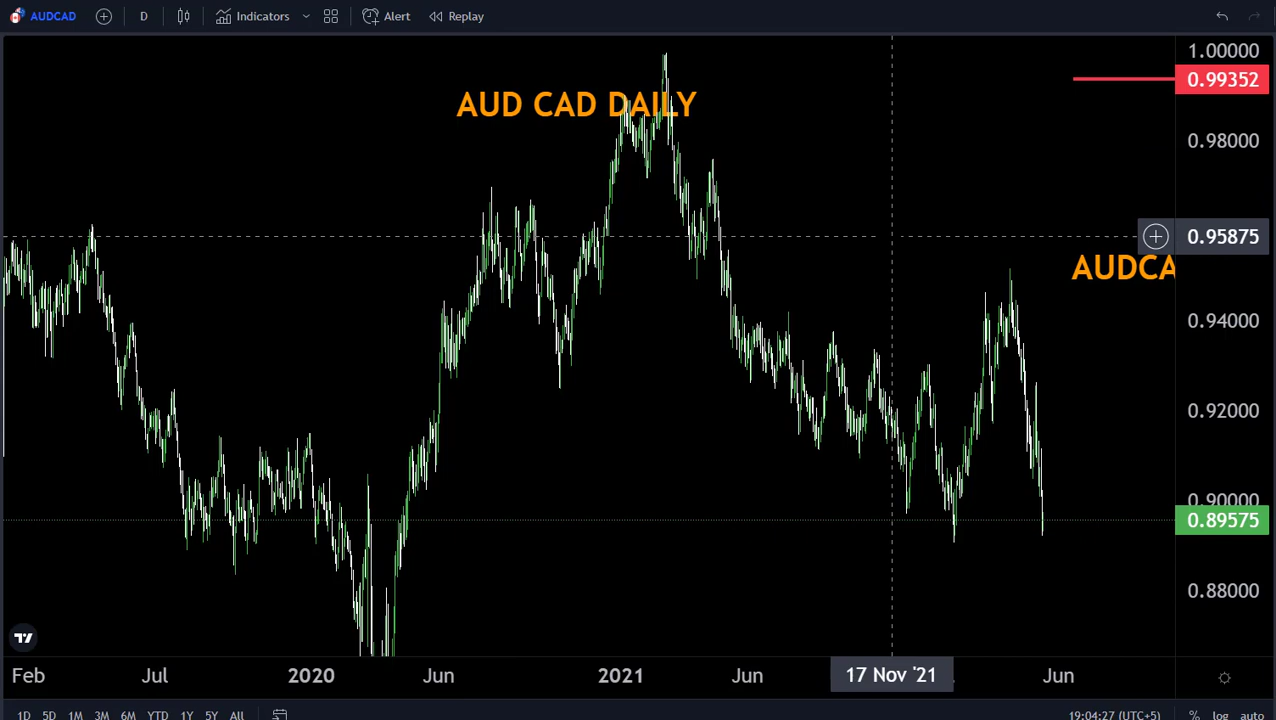 AUDCAD D Indicators Alert Replay
1.00000
0.99352
AUD CAD DAILY
0.98000
0.95875
AUDCA
0.94000
0.92000
0.90000
0.89575
0.88000
Feb Jul 2020 Jun 2021 Jun 17 Nov '21 Jun
1D 5D 1M 3M 6M YTD 1Y 5Y All 19:04:27 (UTC+5) % log auto